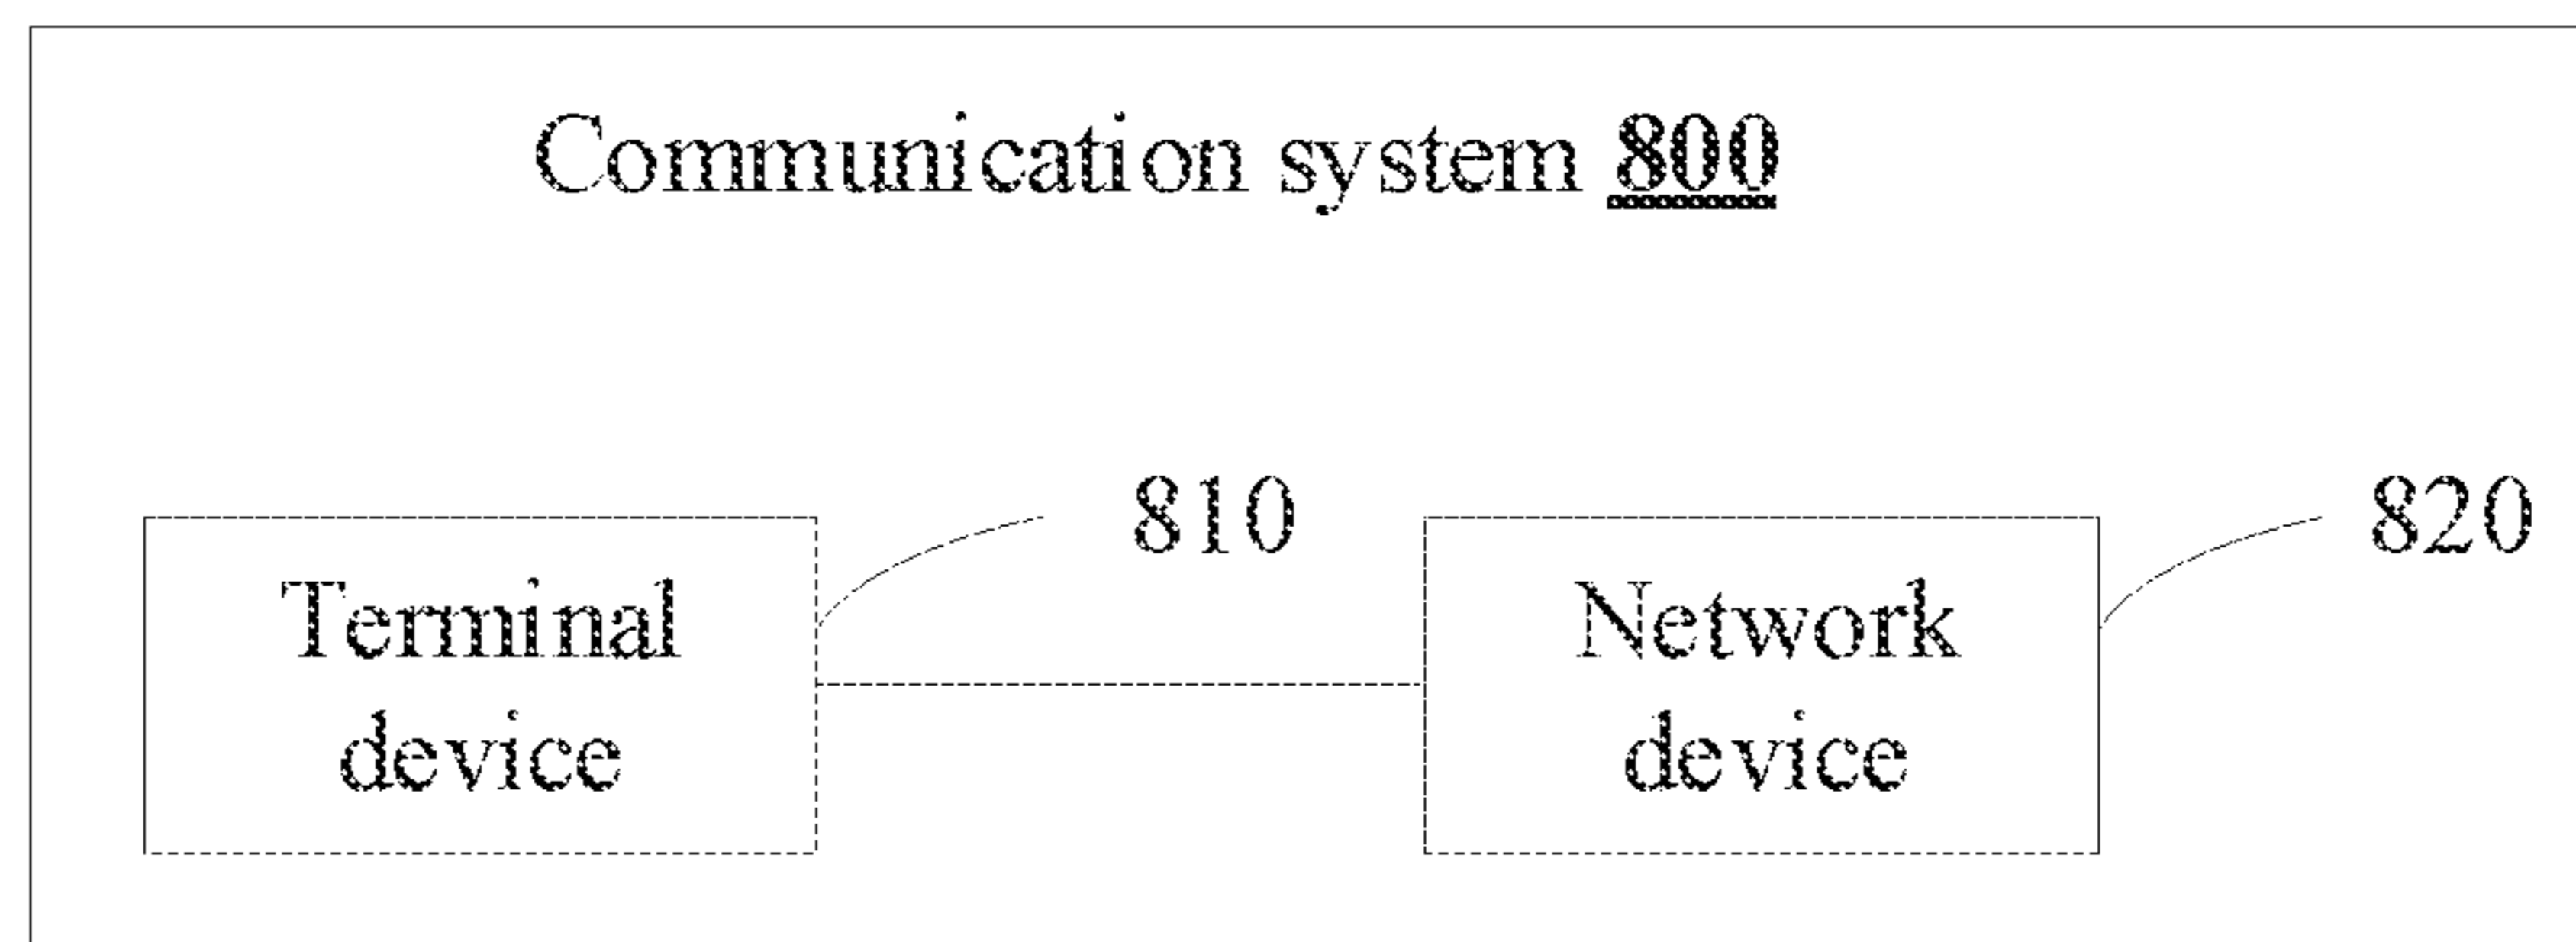 Communication system 800
810
820
Terminal
device
Network
device